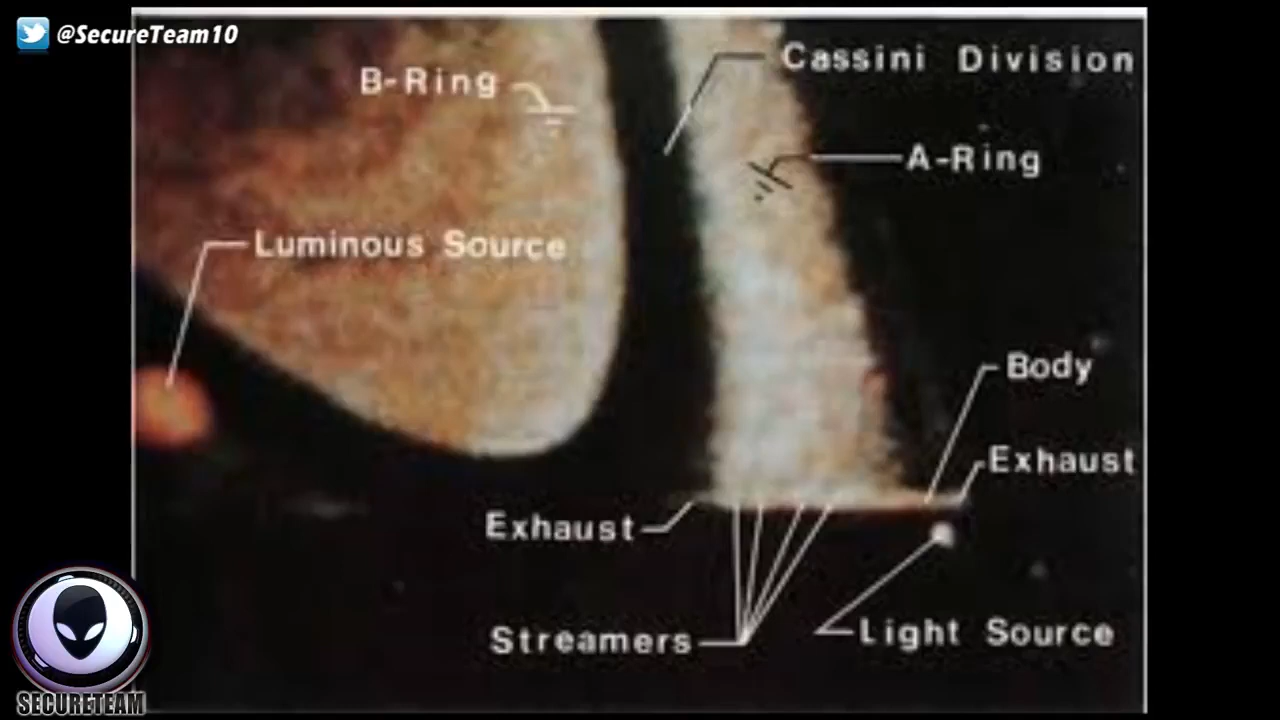 @SecureTeam10
Cassini Division
B-Ring
A-Ring
Luminous Source
Body
Exhaust
Exhaust
Streamers
Light Source
SECURETEAM